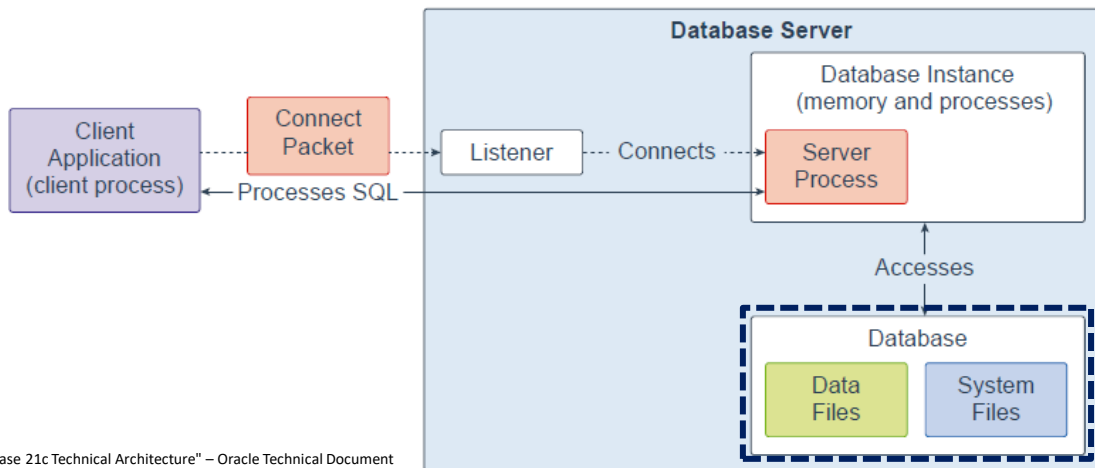 Database Server
Database Instance
(memory and processes)
Client
Application
(client process)
Connect
Packet
Listener
Connects
Server
Process
Processes SQL
Accesses
Database
Data
Files
System
Files
ase 21c Technical Architecture" – Oracle Technical Document